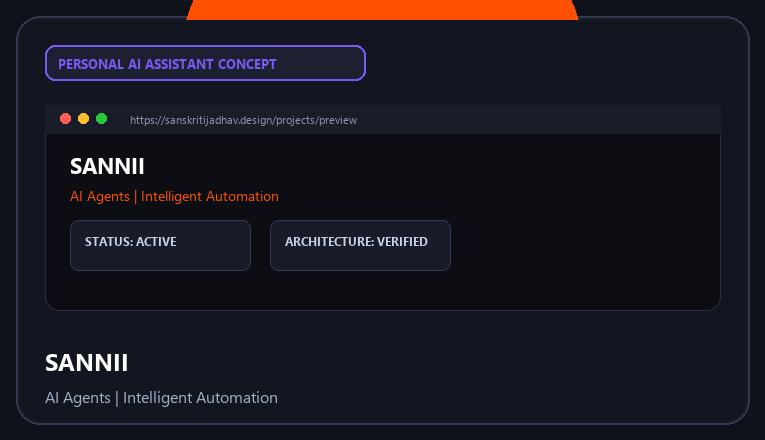 PERSONAL AI ASSISTANT CONCEPT
https://sanskritijadhav.design/projects/preview
SANNII
AI Agents | Intelligent Automation
STATUS: ACTIVE
ARCHITECTURE: VERIFIED
SANNII
AI Agents | Intelligent Automation